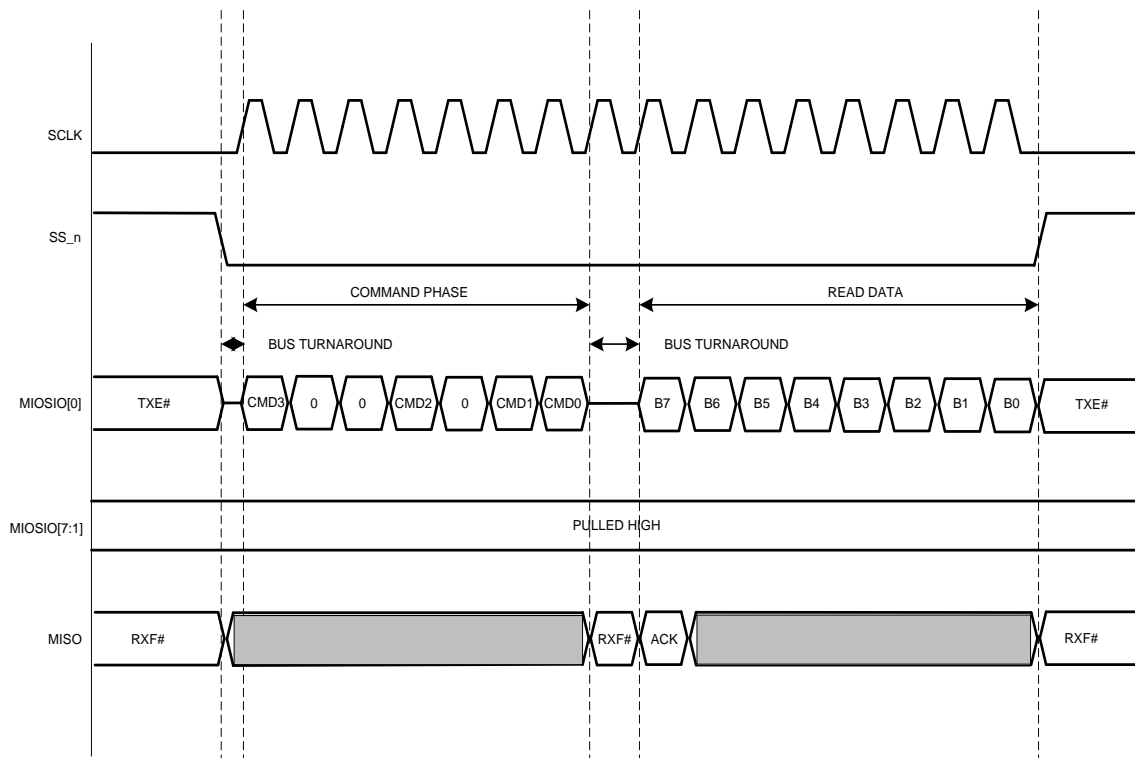 SCLK
SS_n
COMMAND PHASE READ DATA
BUS TURNAROUND BUS TURNAROUND
MIOSIO[0] TXE# CMD3 0 0 CMD2 0 CMD1 CMD0 B7 B6 B5 B4 B3 B2 B1 B0 TXE#
MIOSIO[7:1] PULLED HIGH
MISO RXF# RXF# ACK RXF#